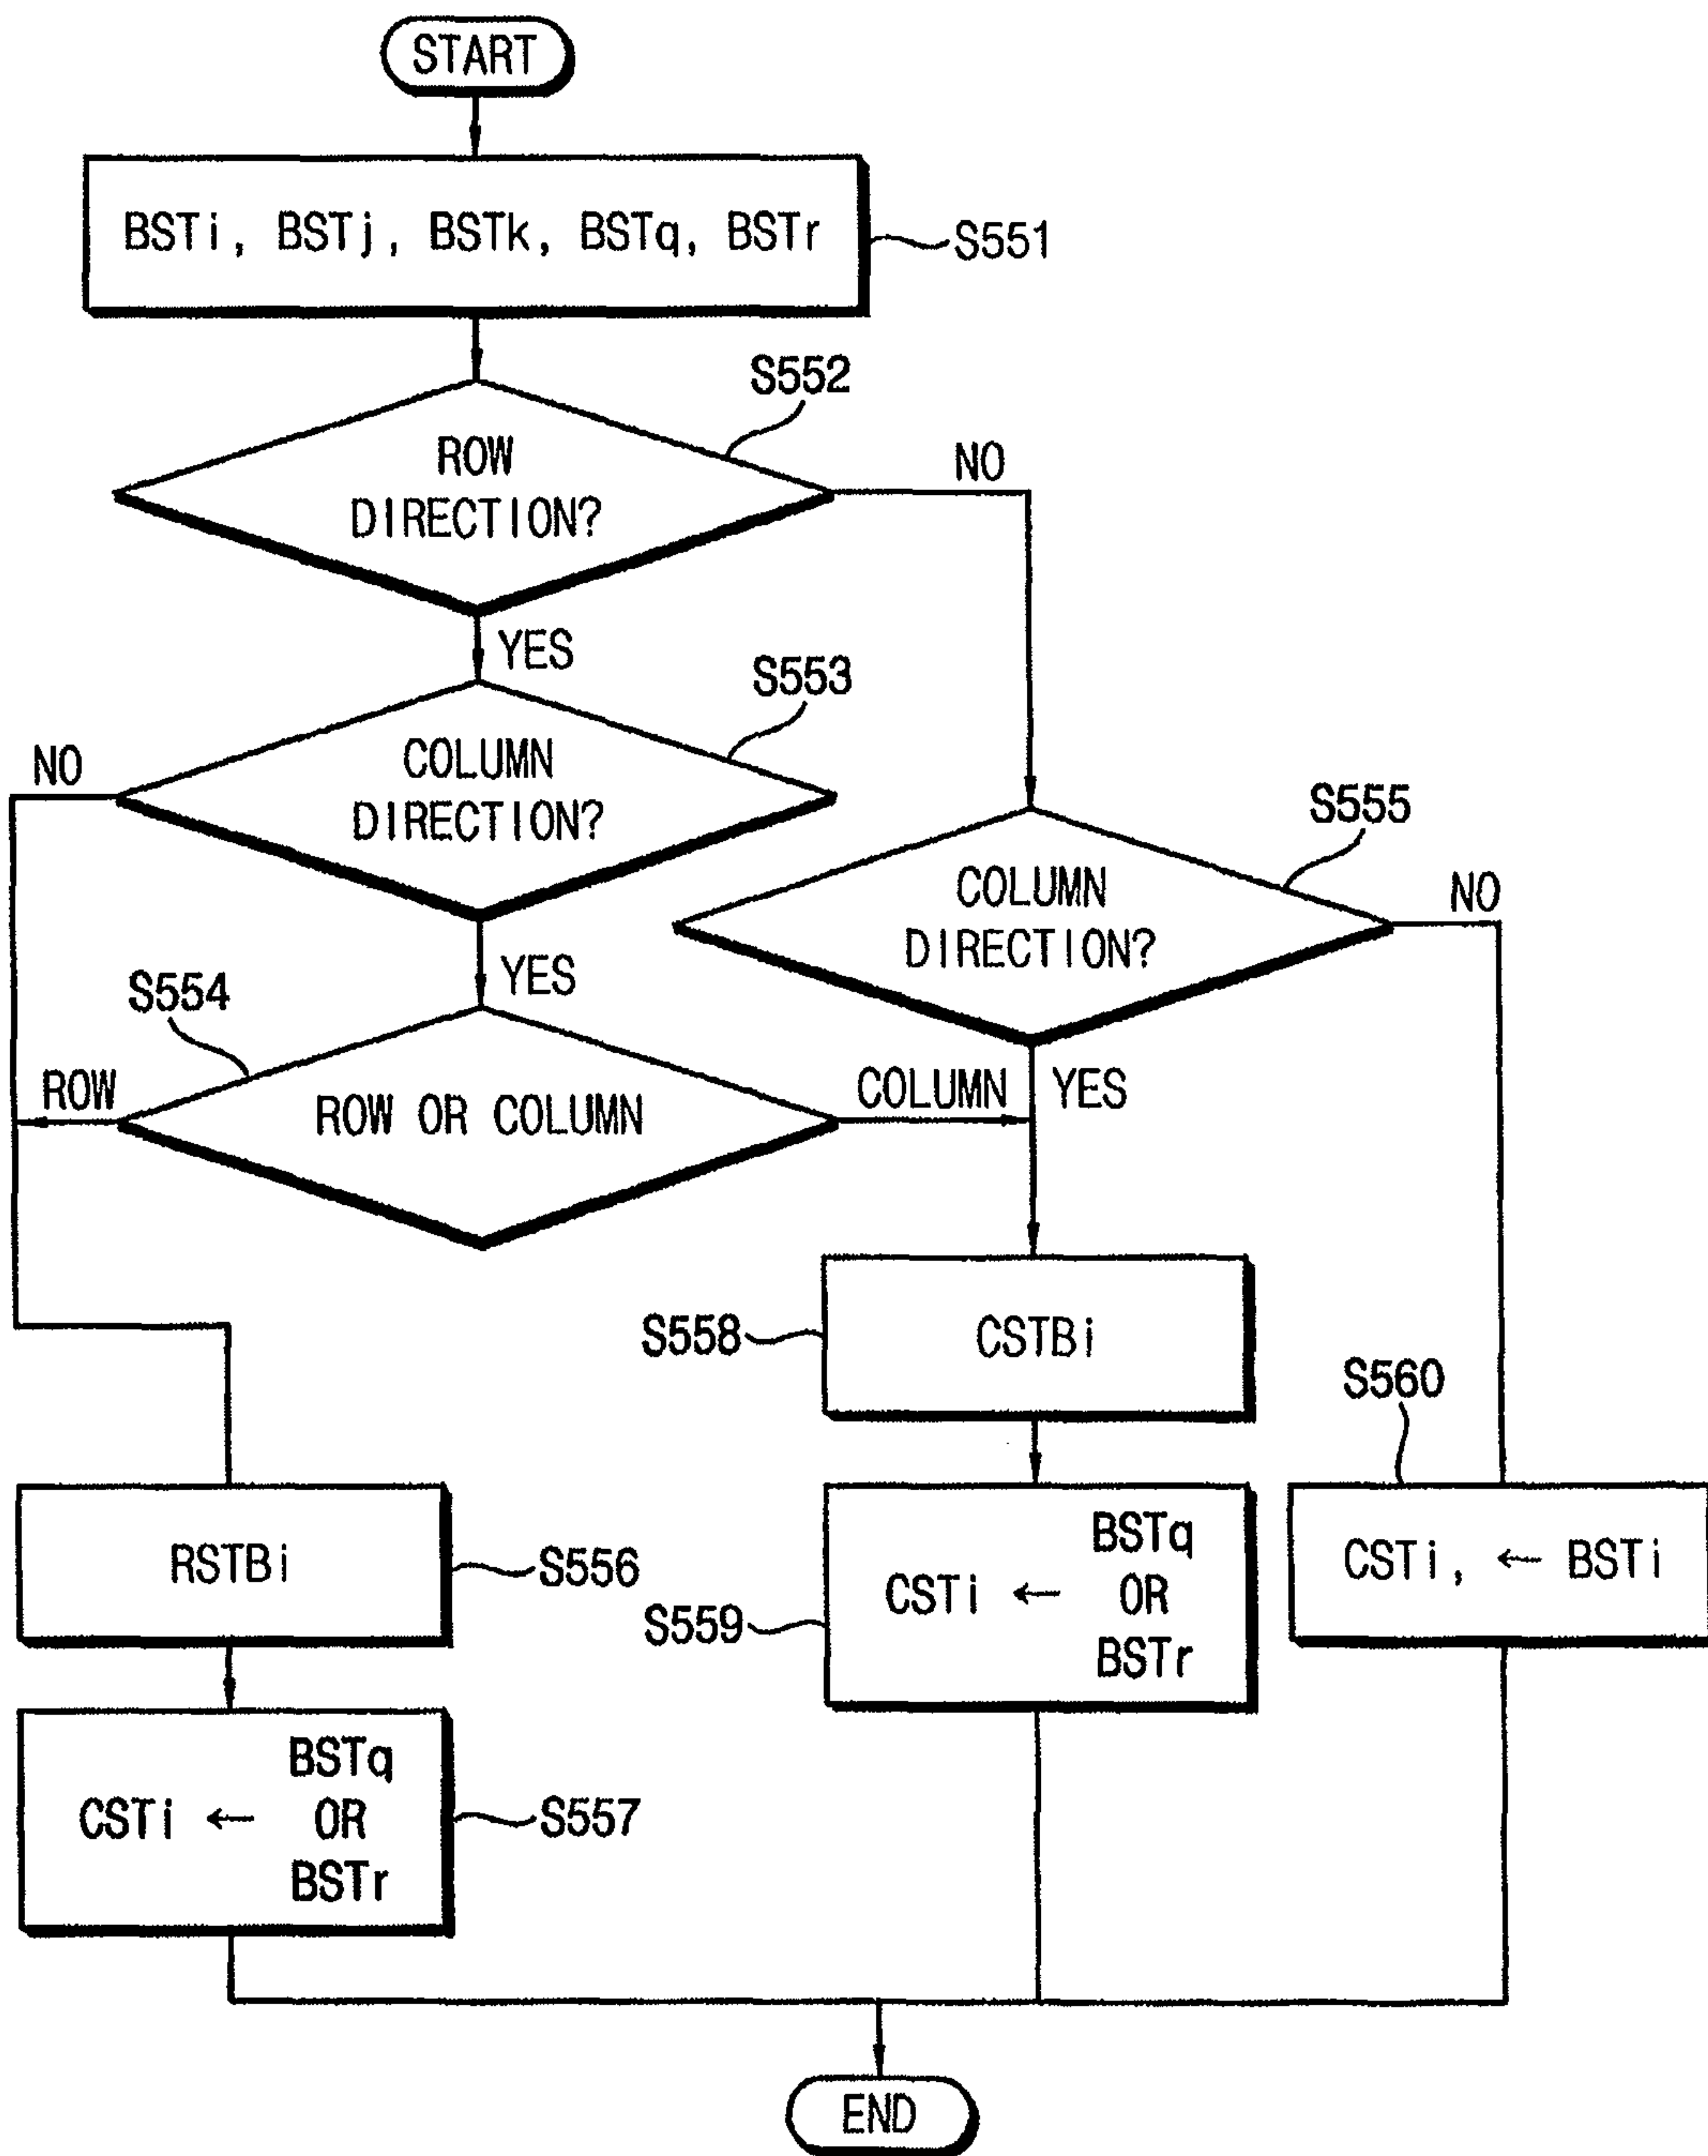 START
BSTi, BSTj, BSTk, BSTq, BSTr
S551
S552
ROW
DIRECTION?
NO
YES
S553
NO
COLUMN
DIRECTION?
S555
COLUMN
DIRECTION?
NO
YES
S554
ROW
ROW OR COLUMN
COLUMN
YES
S558
CSTBi
S560
RSTBi
S556
S559
CSTi ←
BSTq
OR
BSTr
CSTi, ← BSTi
CSTi ←
BSTq
OR
BSTr
S557
END